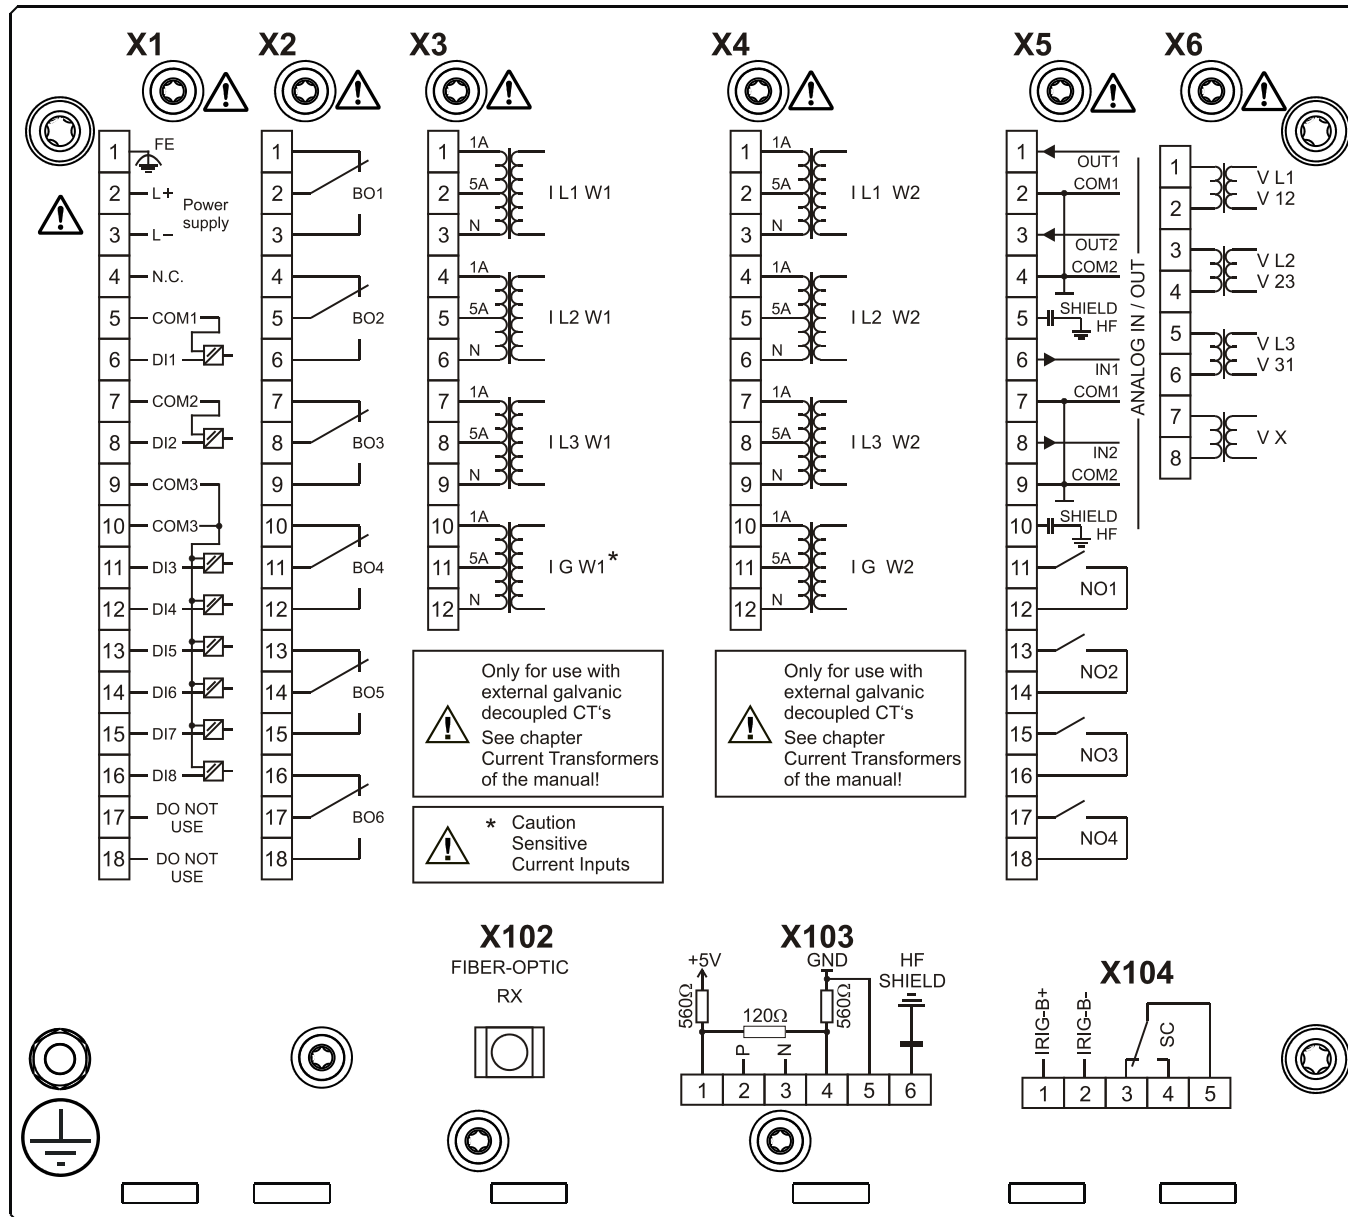 X1 X2 X3 X4 X5 X6
1 FE
2 L+ Power supply
3 L−
4 N.C.
5 COM1
6 DI1
7 COM2
8 DI2
9 COM3
10 COM3
11 DI3
12 DI4
13 DI5
14 DI6
15 DI7
16 DI8
17 DO NOT USE
18 DO NOT USE
1
2 BO1
3
4
5 BO2
6
7
8 BO3
9
10
11 BO4
12
13
14 BO5
15
16
17 BO6
18
1 1A
2 5A I L1 W1
3 N
4 1A
5 5A I L2 W1
6 N
7 1A
8 5A I L3 W1
9 N
10 1A
11 5A I G W1*
12 N
Only for use with
external galvanic
decoupled CT‘s
See chapter
Current Transformers
of the manual!
* Caution
Sensitive
Current Inputs
1 1A
2 5A I L1 W2
3 N
4 1A
5 5A I L2 W2
6 N
7 1A
8 5A I L3 W2
9 N
10 1A
11 5A I G W2
12 N
Only for use with
external galvanic
decoupled CT‘s
See chapter
Current Transformers
of the manual!
1 OUT1
2 COM1
3 OUT2
4 COM2
5 SHIELD
HF
6 IN1
7 COM1
8 IN2
9 COM2
10 SHIELD
HF
ANALOG IN / OUT
11
NO1
12
13
NO2
14
15
NO3
16
17
NO4
18
1 V L1
2 V 12
3 V L2
4 V 23
5 V L3
6 V 31
7
V X
8
X102
FIBER-OPTIC
RX
X103
+5V GND HF
SHIELD
560Ω 120Ω 560Ω
P N
1 2 3 4 5 6
X104
IRIG-B+ IRIG-B- SC
1 2 3 4 5